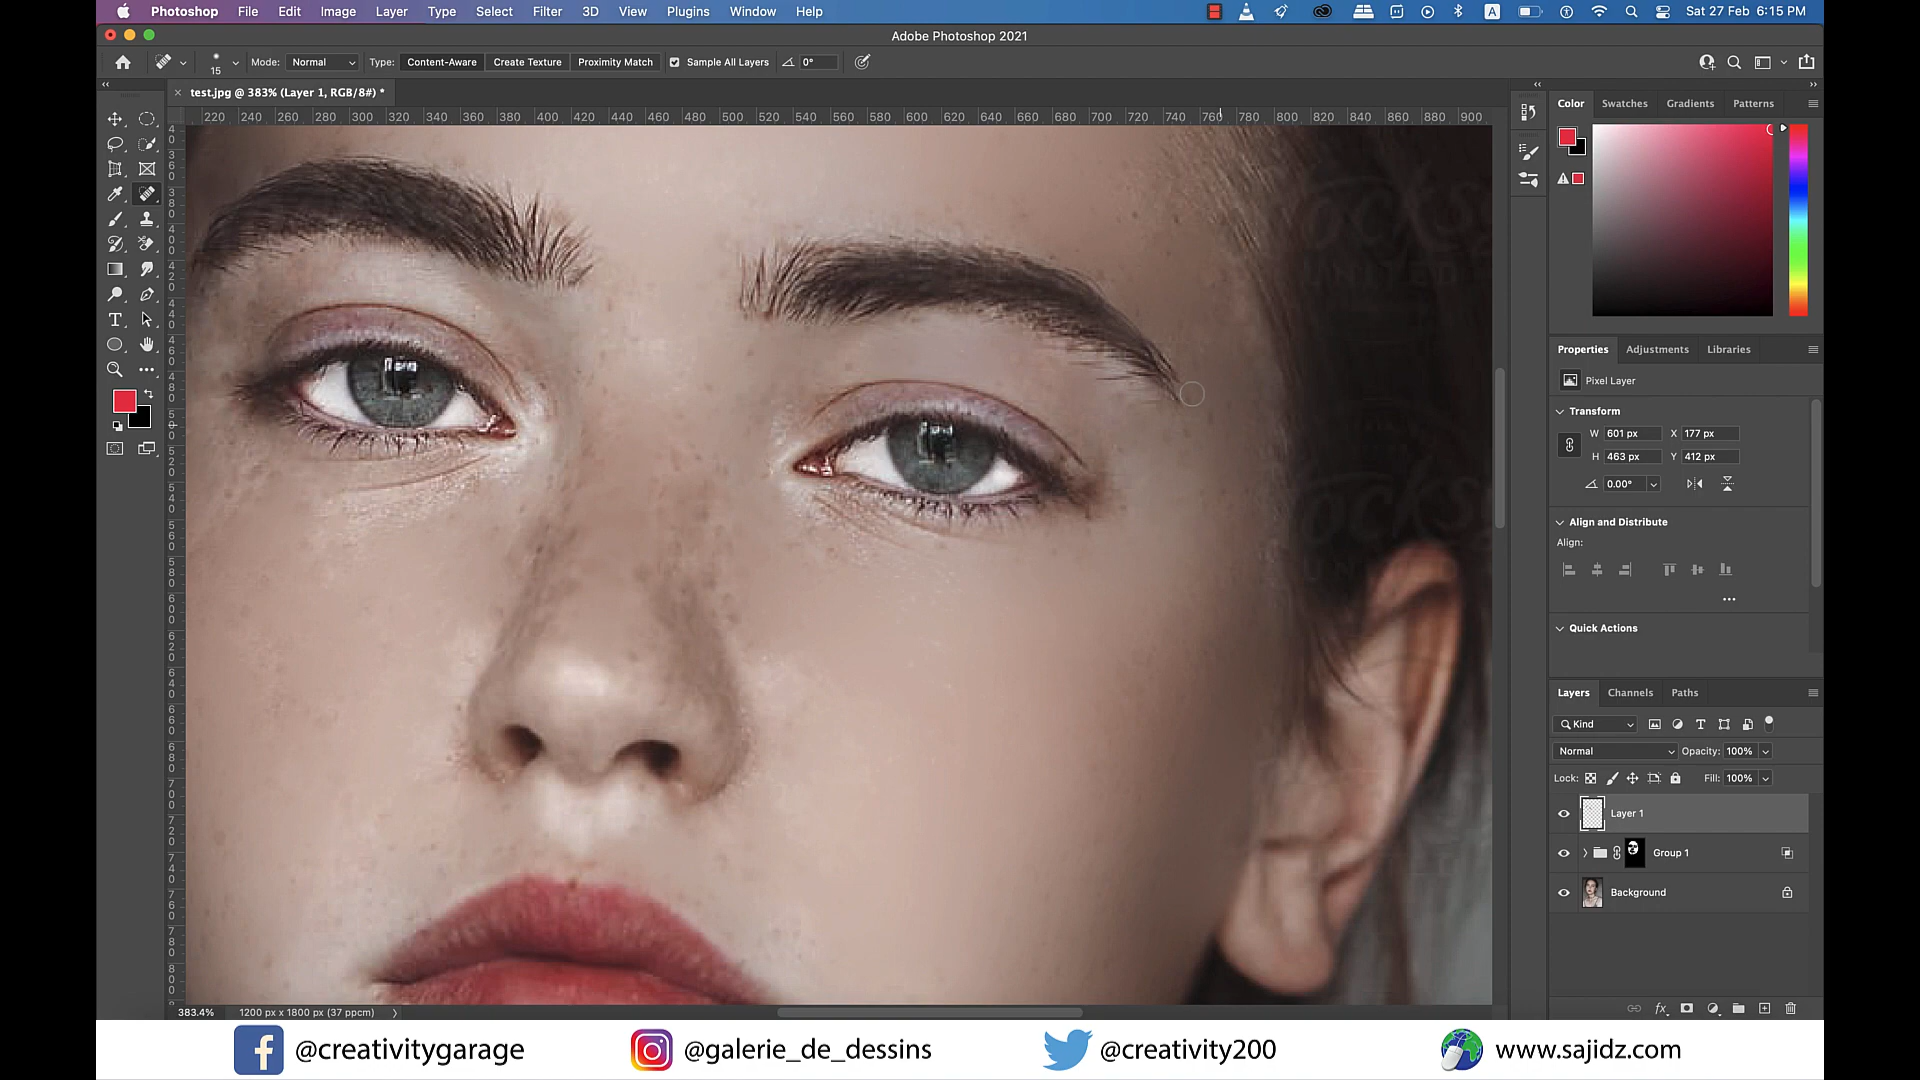 Photoshop File Edit Image Layer Type Select Filter 3D View Plugins Window Help A Sat 27 Feb 6:15 PM
Adobe Photoshop 2021
15 Mode: Normal Type: Content-Aware Create Texture Proximity Match Sample All Layers 0°
test.jpg @ 383% (Layer 1, RGB/8#) *
220 240 260 280 300 320 340 360 380 400 420 440 460 480 500 520 540 560 580 600 620 640 660 680 700 720 740 760 780 800 820 840 860 880 900
Color Swatches Gradients Patterns
Properties Adjustments Libraries
Pixel Layer
Transform
W 601 px X 177 px
H 463 px Y 412 px
0.00°
Align and Distribute
Align:
Quick Actions
Layers Channels Paths
Kind
Normal Opacity: 100%
Lock: Fill: 100%
Layer 1
Group 1
Background
fx
383.4% 1200 px x 1800 px (37 ppcm)
@creativitygarage @galerie_de_dessins @creativity200 www.sajidz.com